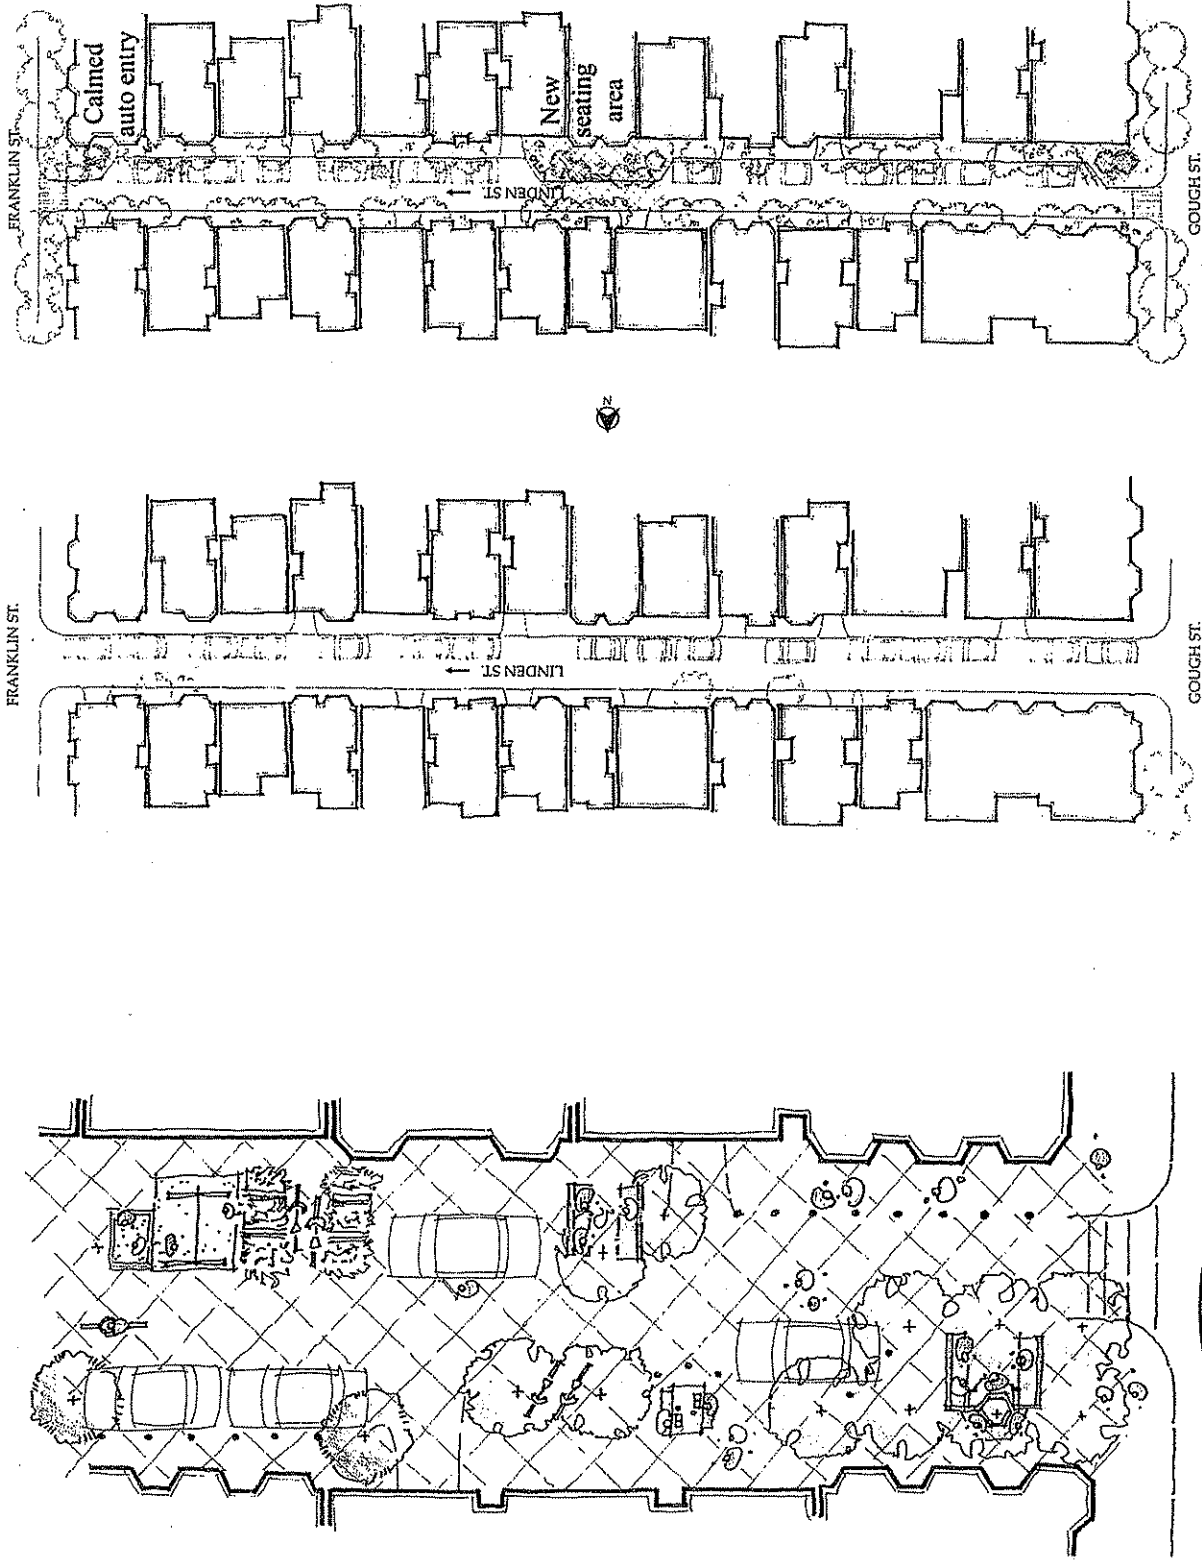 FRANKLIN ST.
Calmed
auto entry
New
seating
area
LINDEN
ST.
GOUGH ST.
N
FRANKLIN ST.
LINDEN
ST.
GOUGH ST.